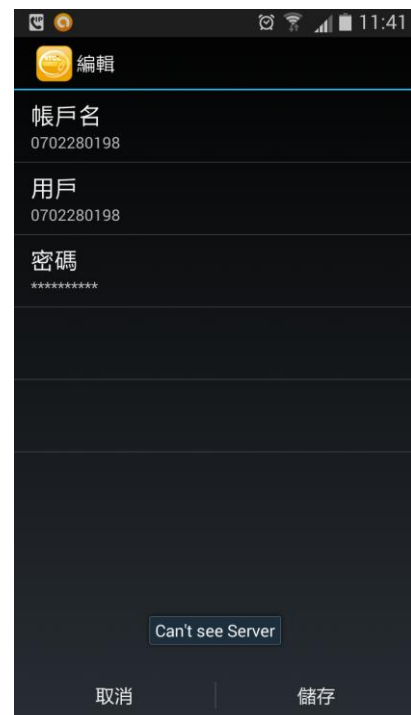 11:41
編輯
帳戶名
0702280198
用戶
0702280198
密碼
**********
Can't see Server
取消
儲存